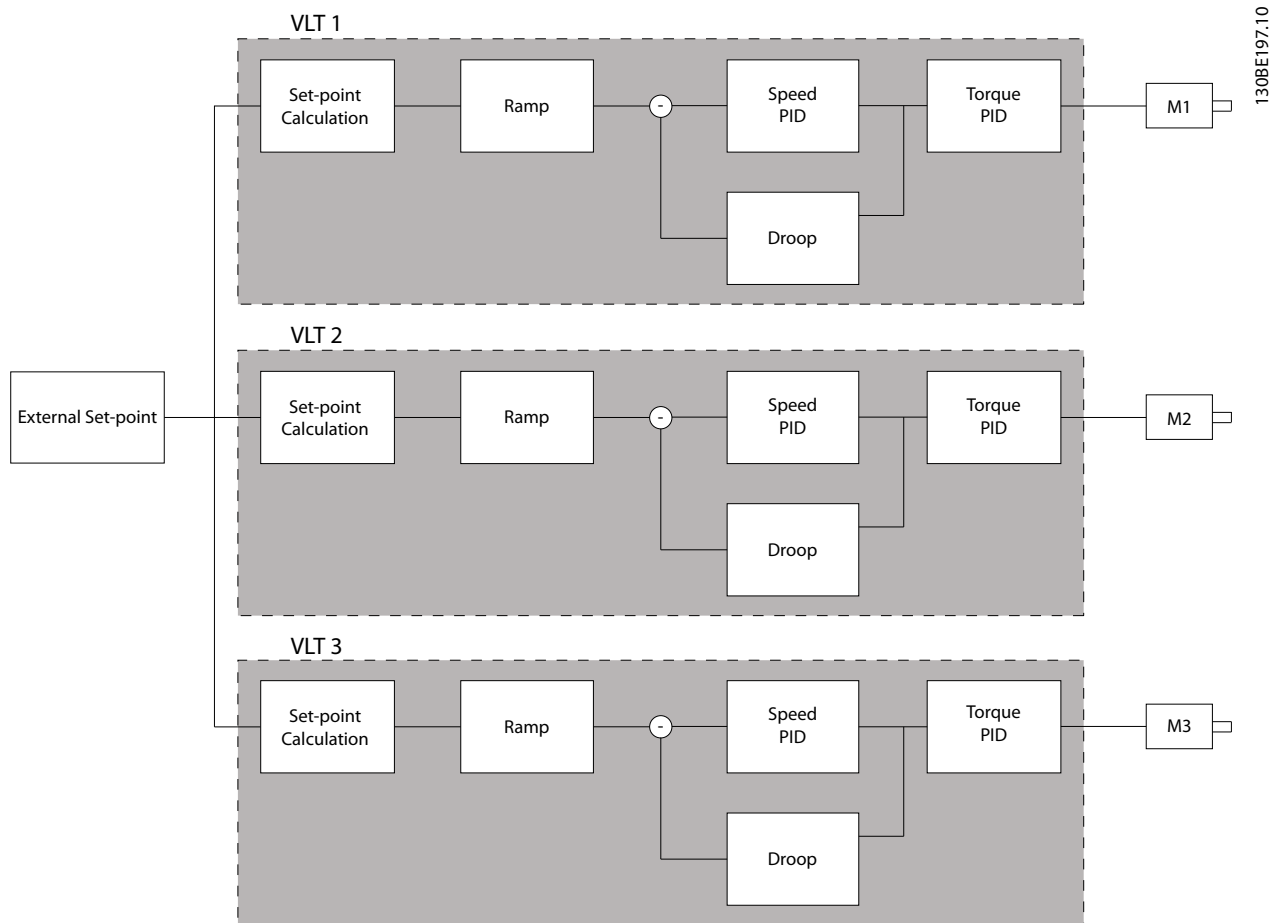 VLT 1
130BE197.10
Set-point
Calculation
Ramp
-
Speed
PID
Torque
PID
M1
Droop
VLT 2
External Set-point
Set-point
Calculation
Ramp
-
Speed
PID
Torque
PID
M2
Droop
VLT 3
Set-point
Calculation
Ramp
-
Speed
PID
Torque
PID
M3
Droop